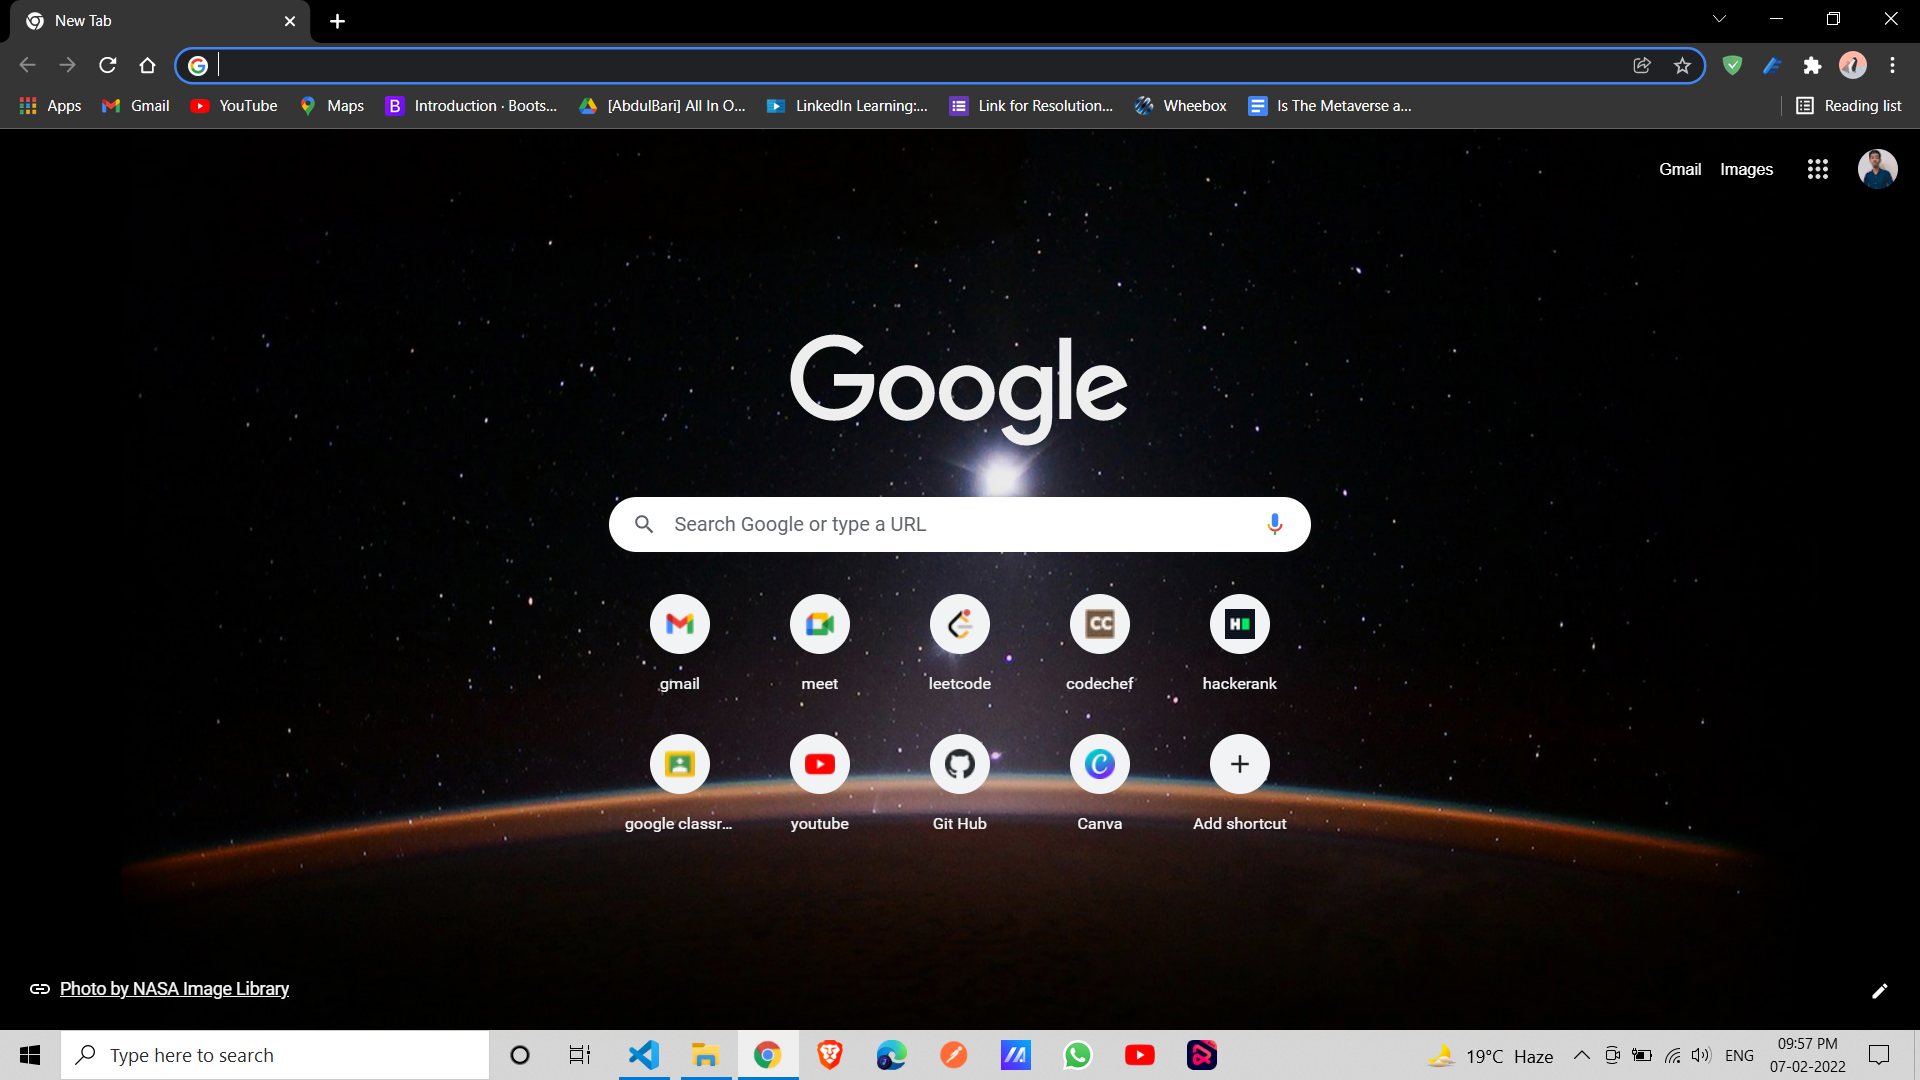 New Tab
Apps Gmail YouTube Maps Introduction · Boots... [AbdulBari] All In O... LinkedIn Learning:... Link for Resolution... Wheebox Is The Metaverse a... Reading list
Gmail Images
Google
Search Google or type a URL
gmail meet leetcode codechef hackerank
google classr... youtube Git Hub Canva Add shortcut
Photo by NASA Image Library
Type here to search
19°C Haze
ENG
09:57 PM
07-02-2022